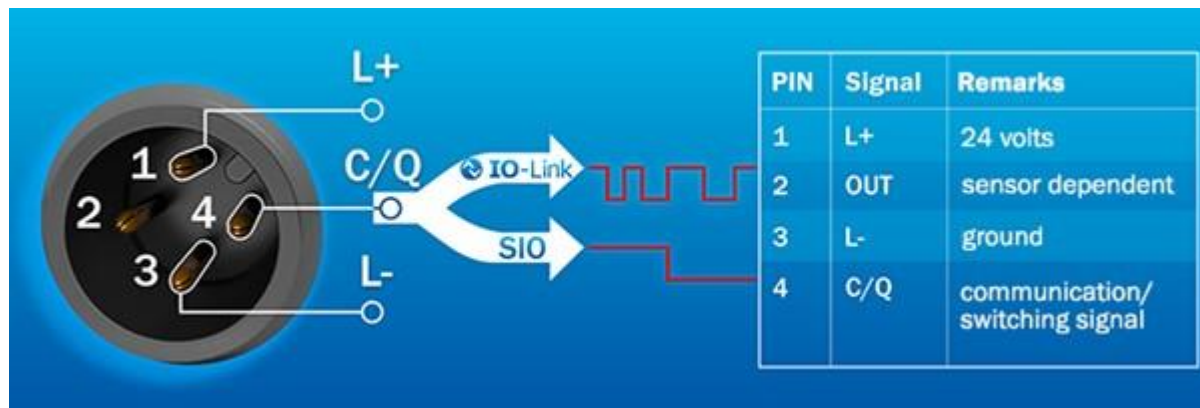 L+
1
C/Q
IO-Link
2
4
SIO
3
L-
PIN Signal Remarks
1 L+ 24 volts
2 OUT sensor dependent
3 L- ground
4 C/Q communication/
switching signal